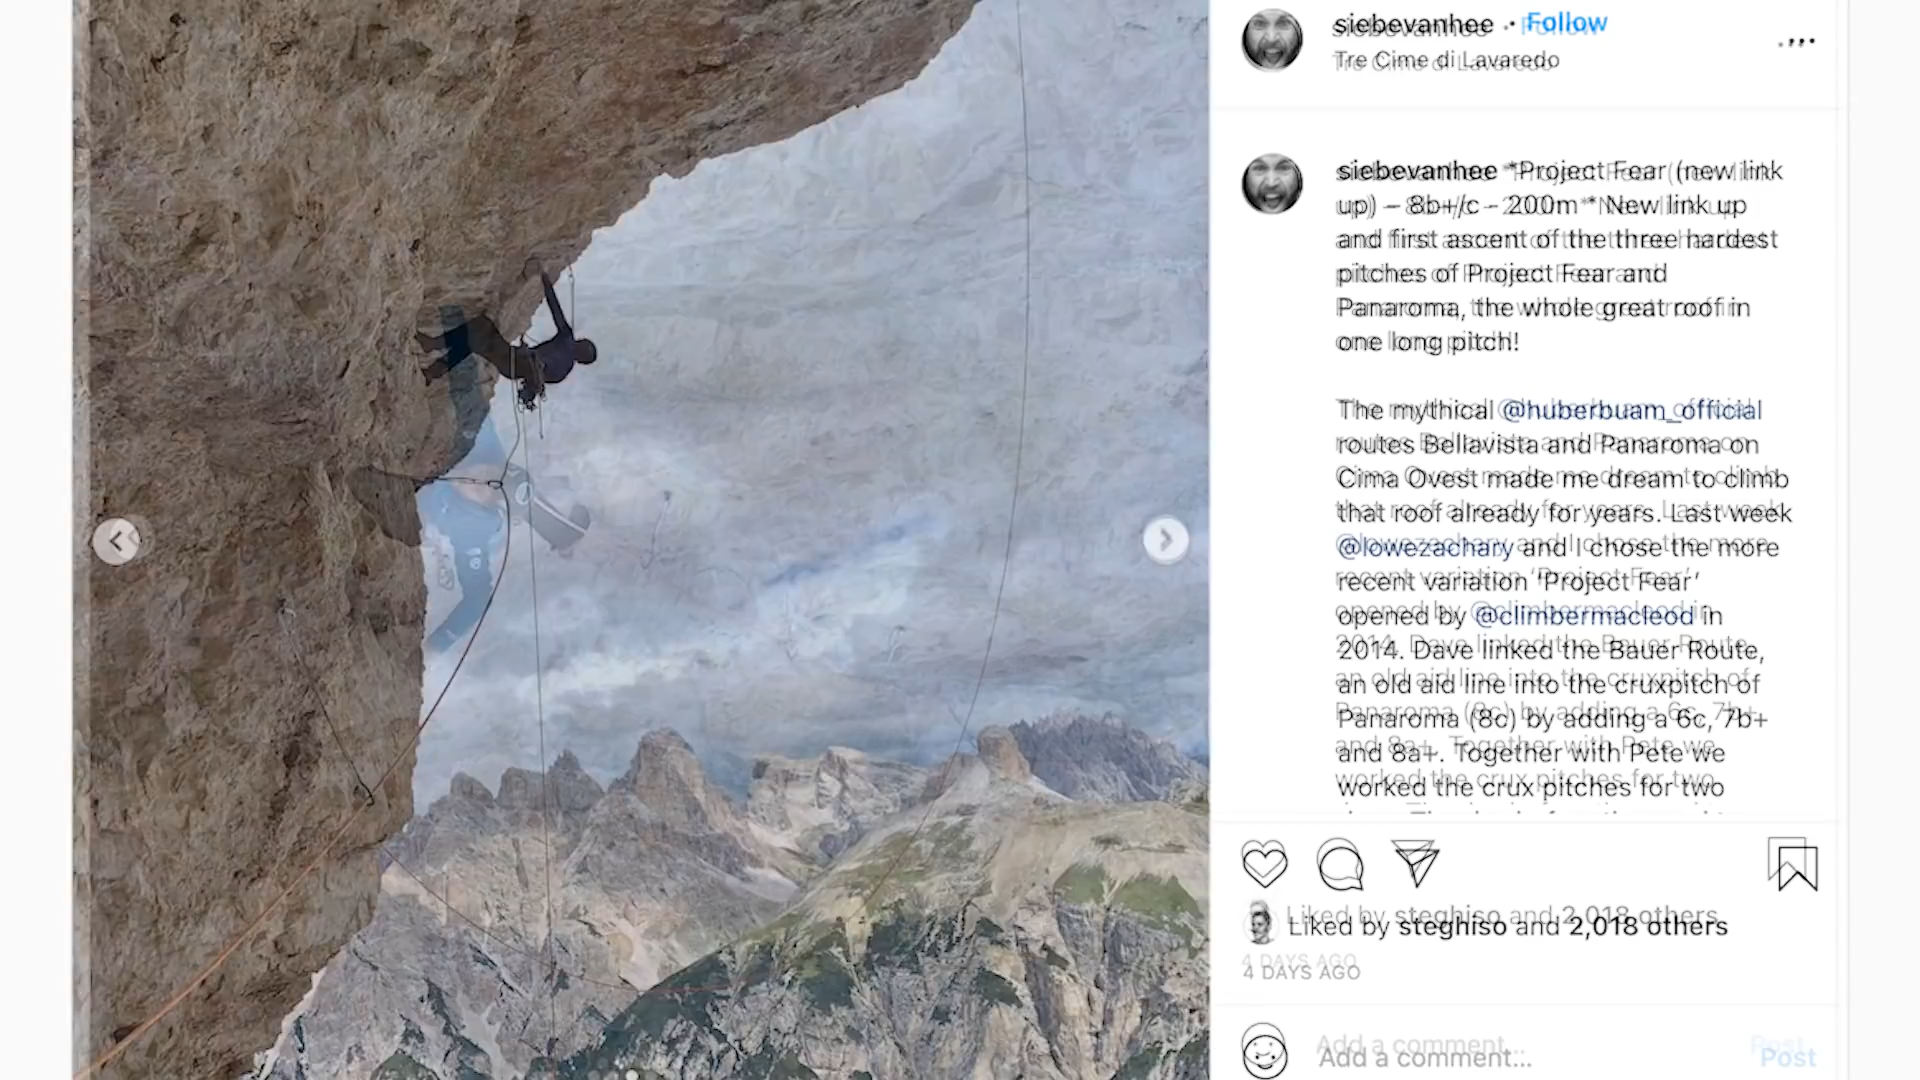 siebevanhee • Follow
Tre Cime di Lavaredo
siebevanhee *Project Fear (new link
up) – 8b+/c – 200m* New link up
and first ascent of the three hardest
pitches of Project Fear and
Panaroma, the whole great roof in
one long pitch!
The mythical @huberbuam_official
routes Bellavista and Panaroma on
Cima Ovest made me dream to climb
that roof already for years. Last week
@lowezachary and I chose the more
recent variation 'Project Fear'
opened by @climbermacleod in
2014. Dave linked the Bauer Route,
an old aid line into the cruxpitch of
Panaroma (8c) by adding a 6c, 7b+
and 8a+. Together with Pete we
worked the crux pitches for two
Liked by steghiso and 2,018 others
4 DAYS AGO
Add a comment...
Post